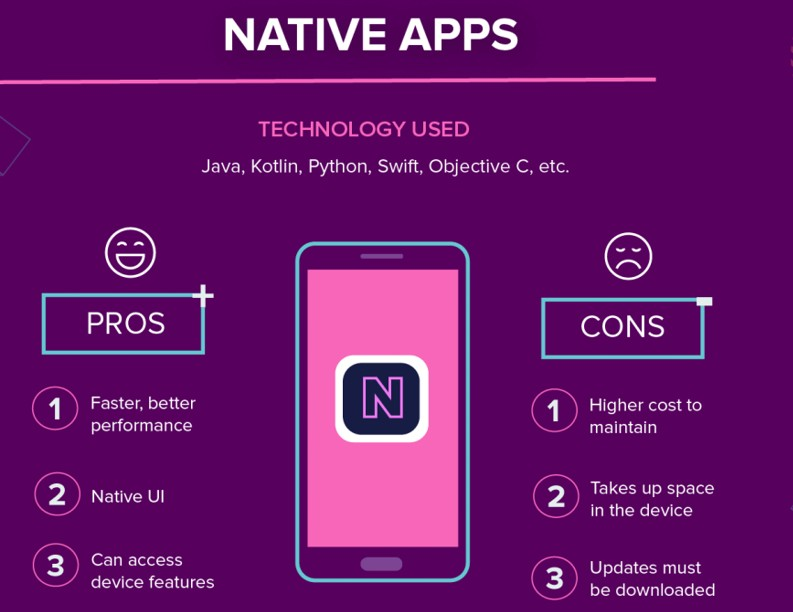 NATIVE APPS
TECHNOLOGY USED
Java, Kotlin, Python, Swift, Objective C, etc.
PROS
1
Faster, better
performance
2
Native UI
3
Can access
device features
N
CONS
1
Higher cost to
maintain
2
Takes up space
in the device
3
Updates must
be downloaded